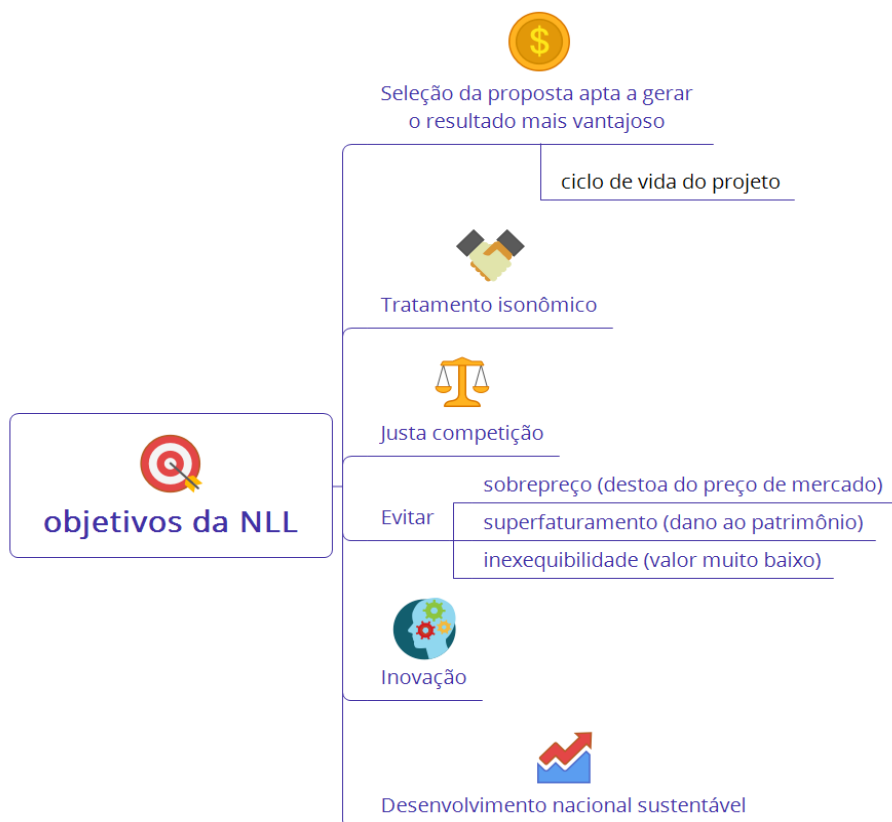 $
Seleção da proposta apta a gerar
o resultado mais vantajoso
ciclo de vida do projeto
Tratamento isonômico
Justa competição
objetivos da NLL
Evitar
sobrepreço (destoa do preço de mercado)
superfaturamento (dano ao patrimônio)
inexequibilidade (valor muito baixo)
Inovação
Desenvolvimento nacional sustentável